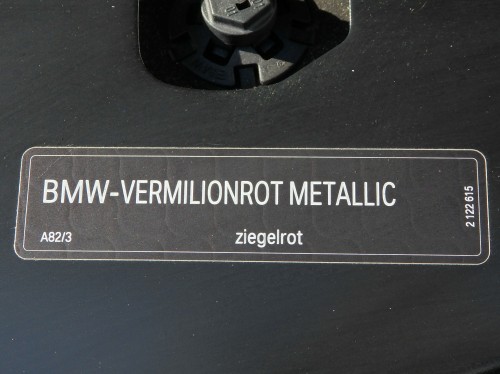 BMW-VERMILIONROT METALLIC
A82/3
ziegelrot
2 122 615